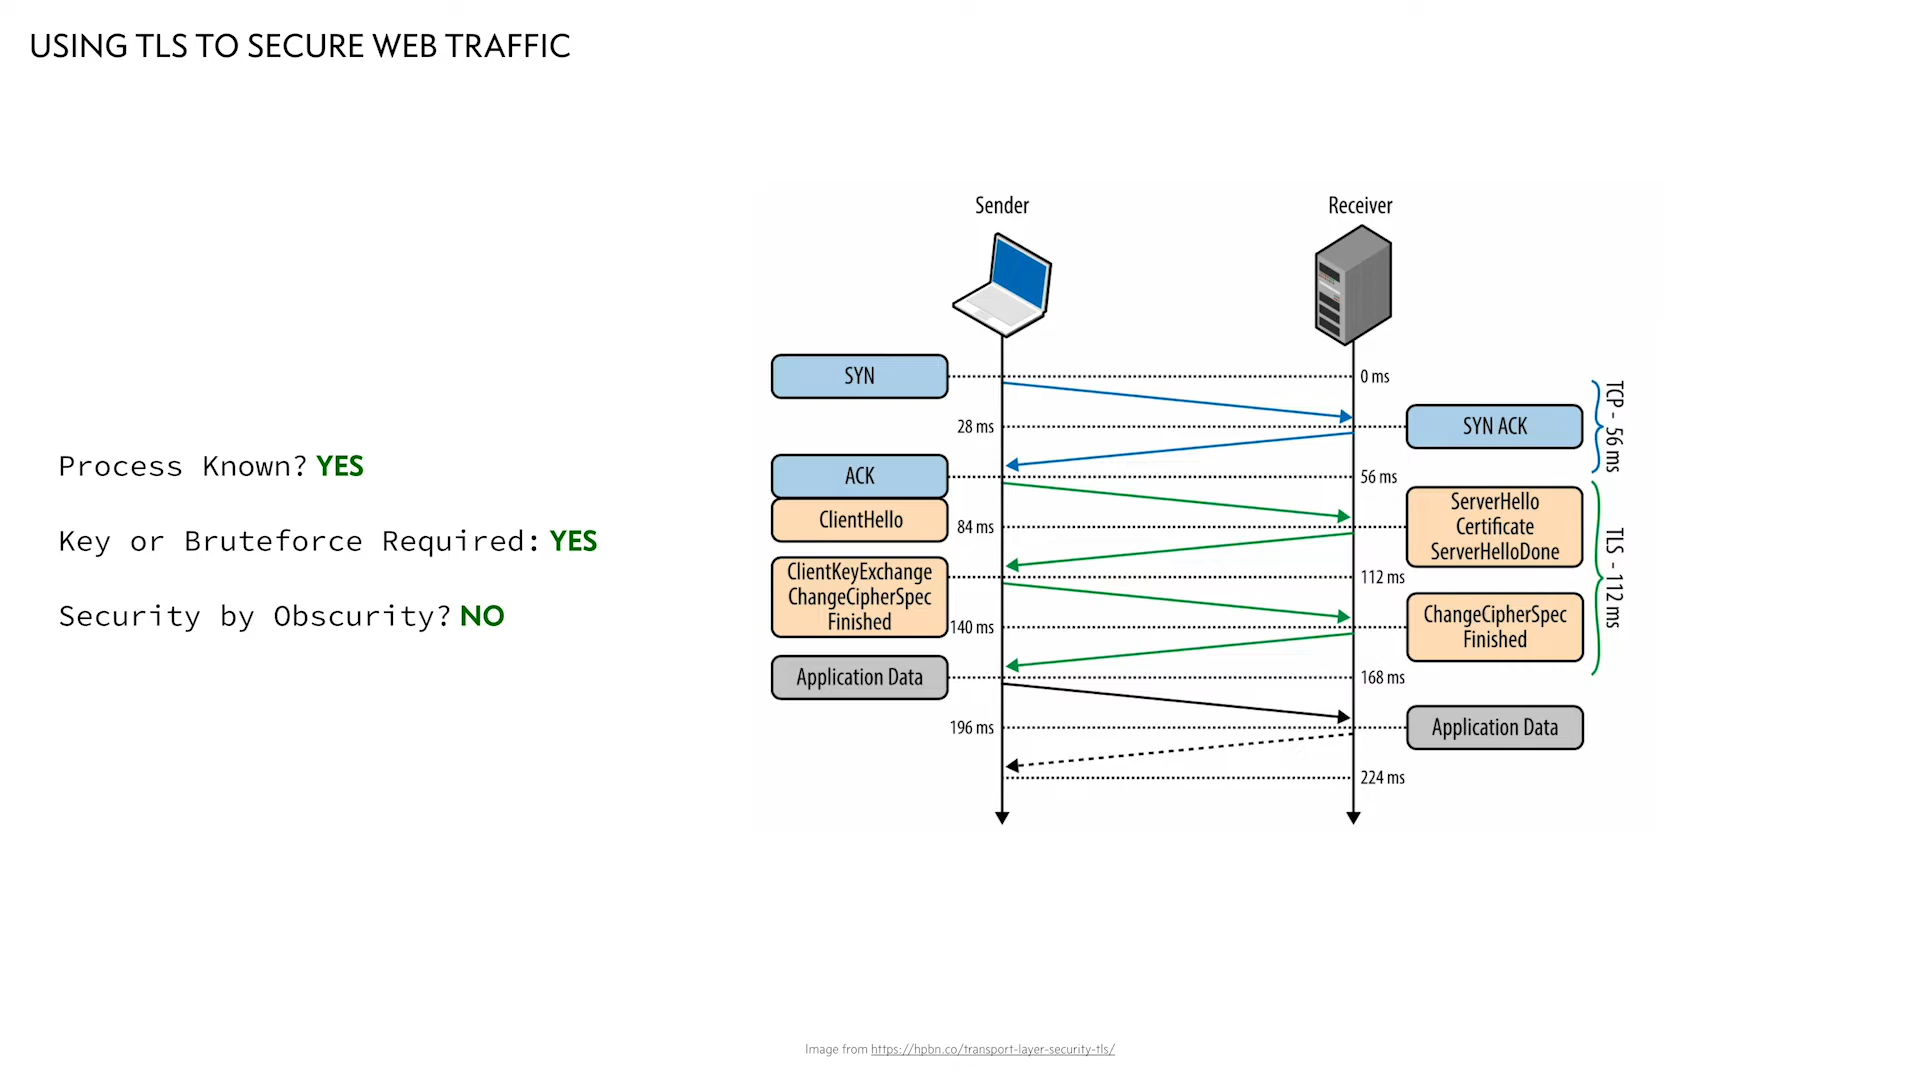 USING TLS TO SECURE WEB TRAFFIC
Process Known? YES
Key or Bruteforce Required: YES
Security by Obscurity? NO
Sender
Receiver
SYN
0 ms
28 ms
SYN ACK
TCP - 56 ms
ACK
56 ms
ClientHello
84 ms
ServerHello
Certificate
ServerHelloDone
TLS - 112 ms
ClientKeyExchange
ChangeCipherSpec
Finished
112 ms
140 ms
ChangeCipherSpec
Finished
Application Data
168 ms
196 ms
Application Data
224 ms
Image from https://hpbn.co/transport-layer-security-tls/